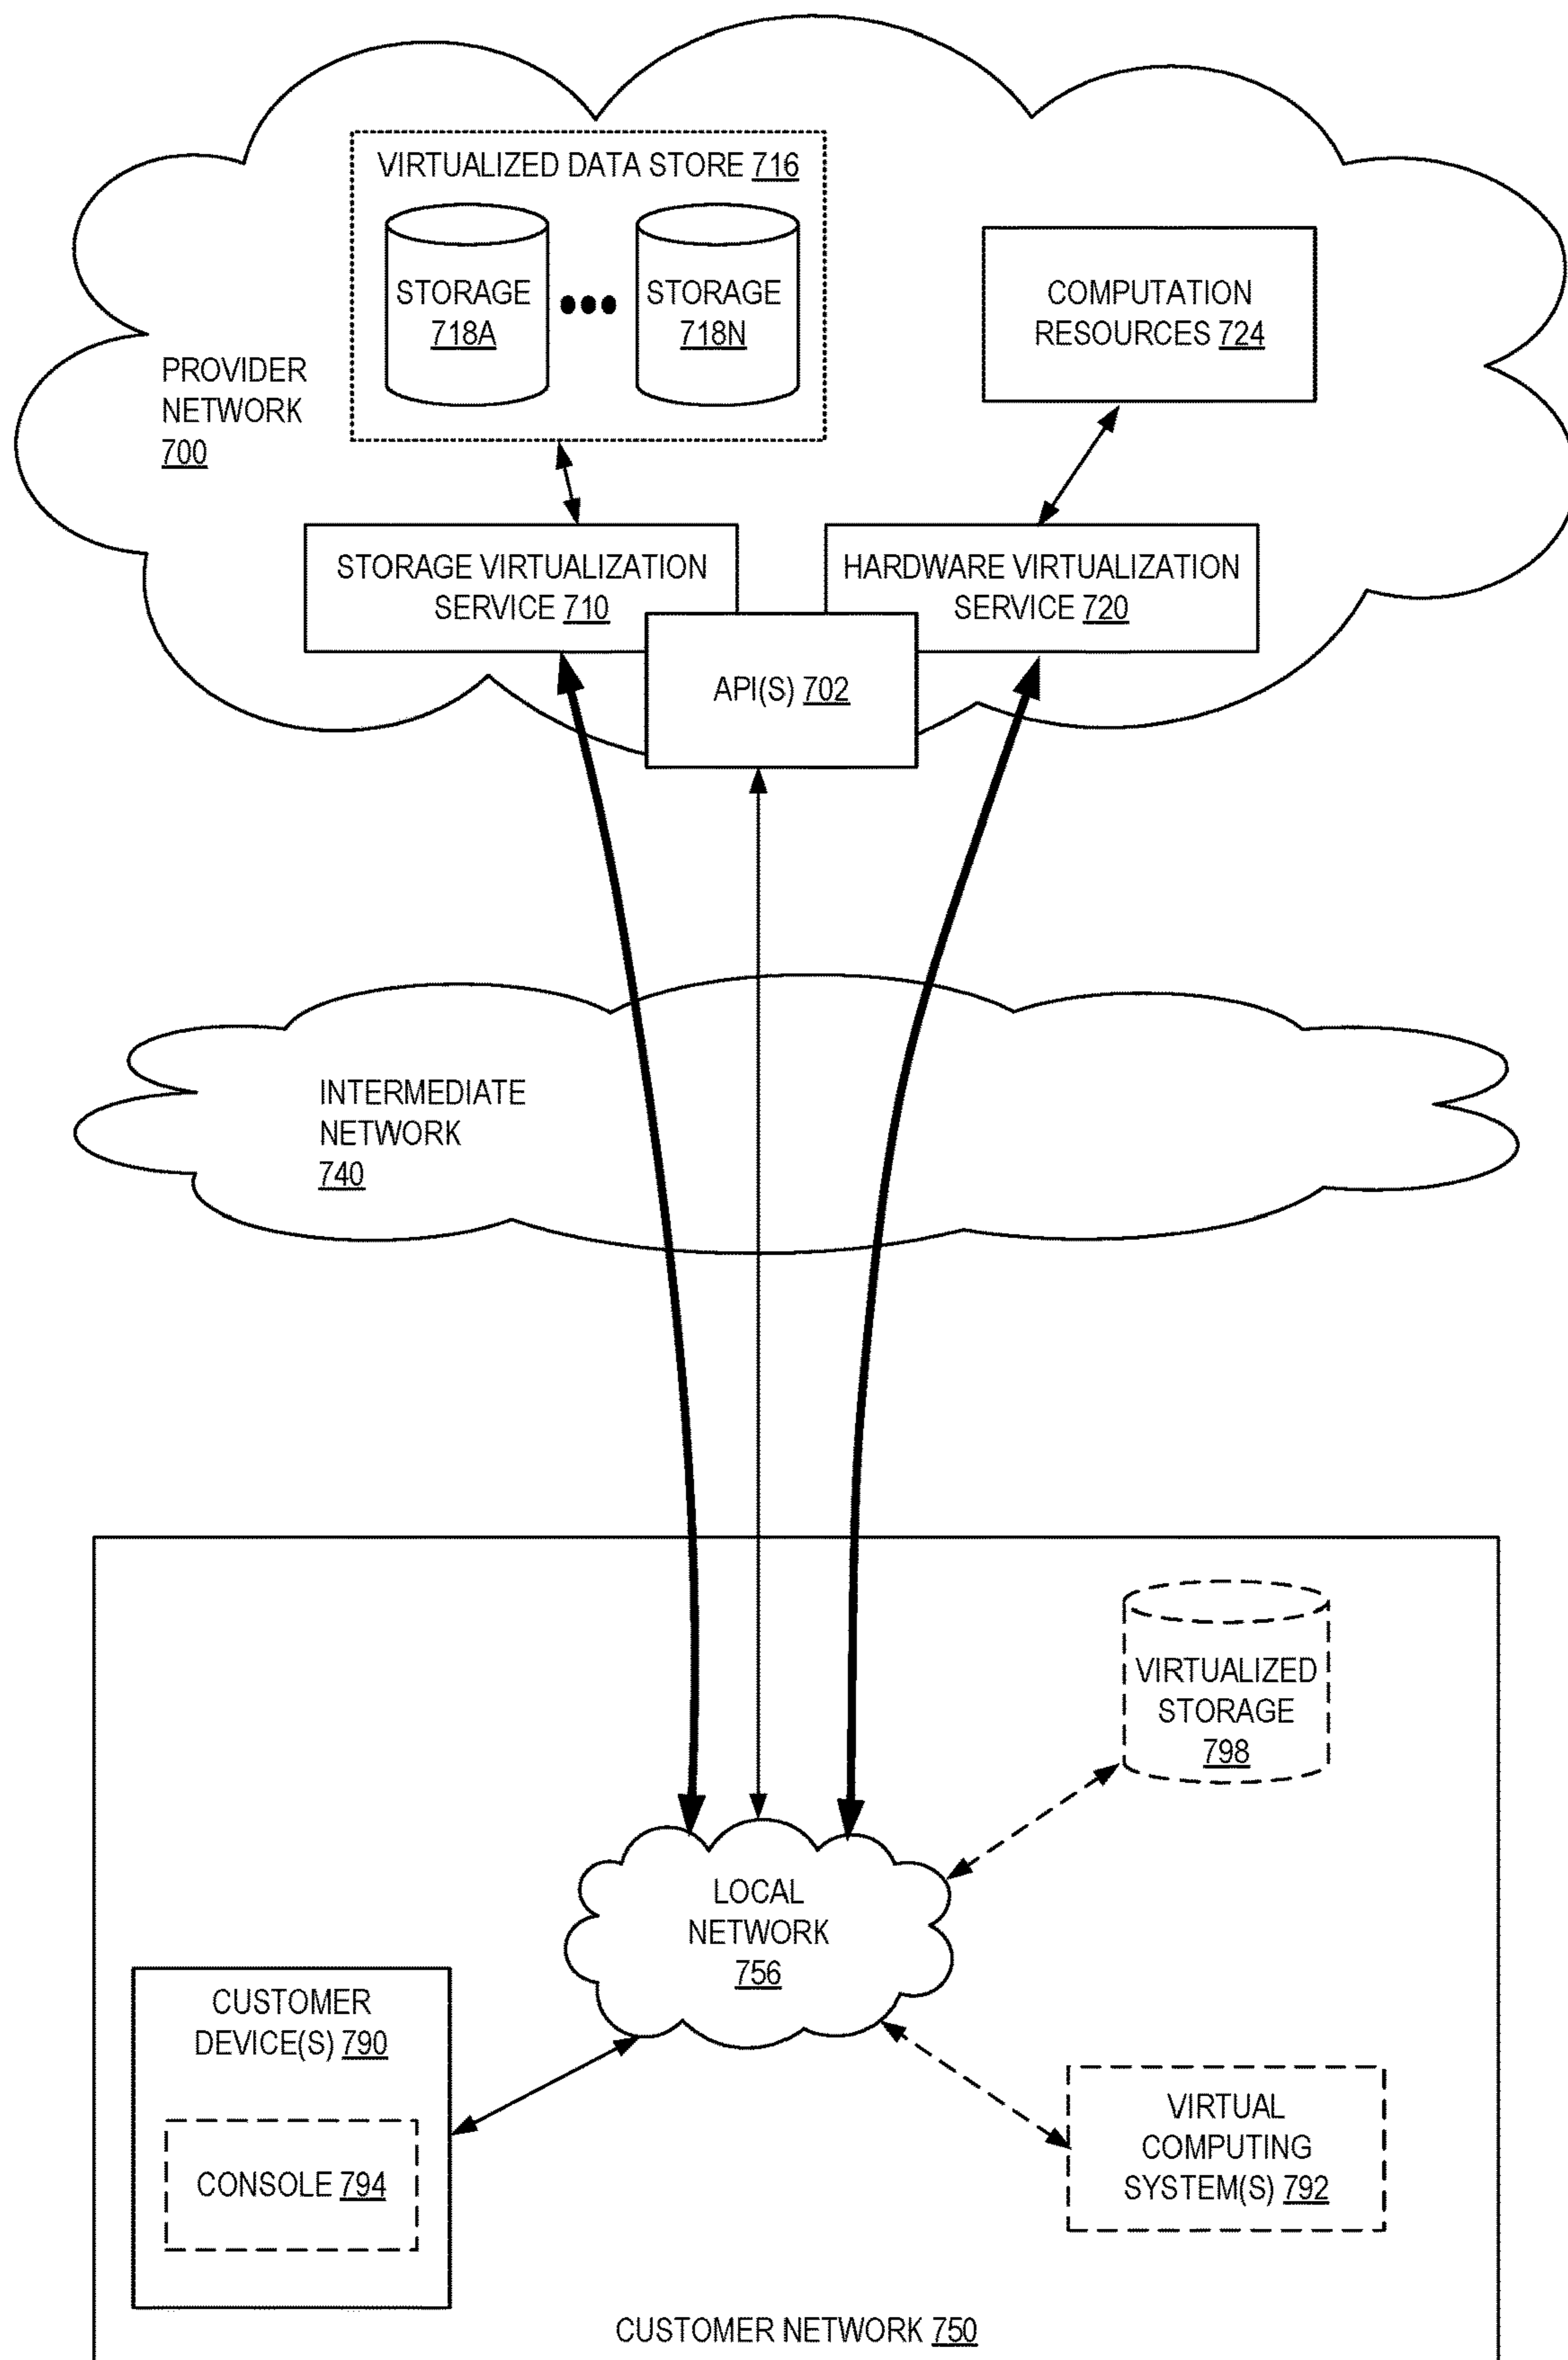 VIRTUALIZED DATA STORE 716
STORAGE
718A
STORAGE
718N
COMPUTATION
RESOURCES 724
PROVIDER
NETWORK
700
STORAGE VIRTUALIZATION
SERVICE 710
HARDWARE VIRTUALIZATION
SERVICE 720
API(S) 702
INTERMEDIATE
NETWORK
740
VIRTUALIZED
STORAGE
798
LOCAL
NETWORK
756
CUSTOMER
DEVICE(S) 790
CONSOLE 794
VIRTUAL
COMPUTING
SYSTEM(S) 792
CUSTOMER NETWORK 750